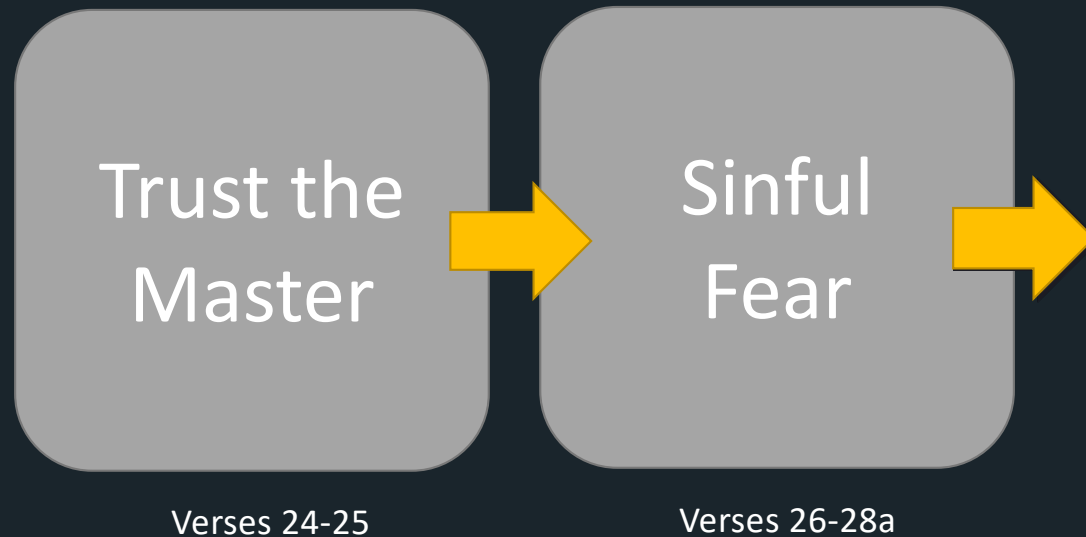 Trust the
Master
Sinful
Fear
Verses 24-25
Verses 26-28a